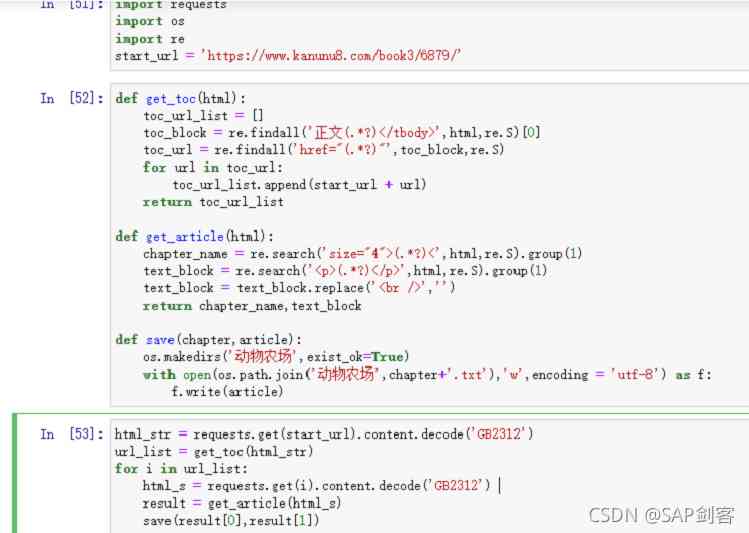 In [51]: import requests
import os
import re
start_url = 'https://www.kanunu8.com/book3/6879/'
In [52]: def get_toc(html):
    toc_url_list = []
    toc_block = re.findall('正文(.*?)</tbody>',html,re.S)[0]
    toc_url = re.findall('href="(.*?)"',toc_block,re.S)
    for url in toc_url:
        toc_url_list.append(start_url + url)
    return toc_url_list
def get_article(html):
    chapter_name = re.search('size="4">(.*?)<',html,re.S).group(1)
    text_block = re.search('<p>(.*?)</p>',html,re.S).group(1)
    text_block = text_block.replace('<br />','')
    return chapter_name,text_block
def save(chapter,article):
    os.makedirs('动物农场',exist_ok=True)
    with open(os.path.join('动物农场',chapter+'.txt'),'w',encoding = 'utf-8') as f:
        f.write(article)
In [53]: html_str = requests.get(start_url).content.decode('GB2312')
url_list = get_toc(html_str)
for i in url_list:
    html_s = requests.get(i).content.decode('GB2312')
    result = get_article(html_s)
    save(result[0],result[1])
CSDN @SAP剑客